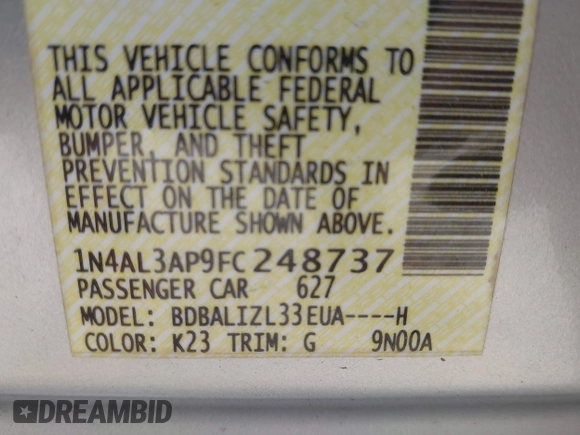 THIS VEHICLE CONFORMS TO
ALL APPLICABLE FEDERAL
MOTOR VEHICLE SAFETY,
BUMPER, AND THEFT
PREVENTION STANDARDS IN
EFFECT ON THE DATE OF
MANUFACTURE SHOWN ABOVE.
1N4AL3AP9FC248737
PASSENGER CAR 627
MODEL: BDBALIZL33EUA----H
COLOR: K23 TRIM: G 9N00A
DREAMBID